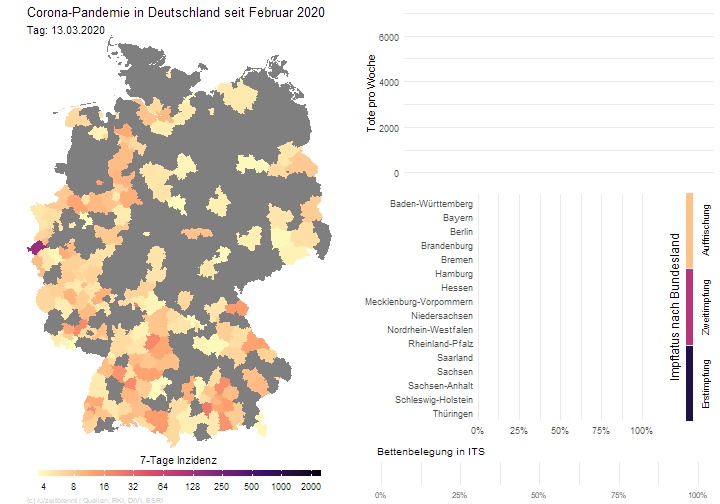 Corona-Pandemie in Deutschland seit Februar 2020
Tag: 13.03.2020
7-Tage Inzidenz
4 8 16 32 64 128 250 500 1000 2000
Quellen: RKI, DIVI, ESRI
Tote pro Woche
6000
4000
2000
0
Baden-Württemberg
Bayern
Berlin
Brandenburg
Bremen
Hamburg
Hessen
Mecklenburg-Vorpommern
Niedersachsen
Nordrhein-Westfalen
Rheinland-Pfalz
Saarland
Sachsen
Sachsen-Anhalt
Schleswig-Holstein
Thüringen
0% 25% 50% 75% 100%
Impfstatus nach Bundesland
Auffrischung
Zweitimpfung
Erstimpfung
Bettenbelegung in ITS
0% 25% 50% 75% 100%